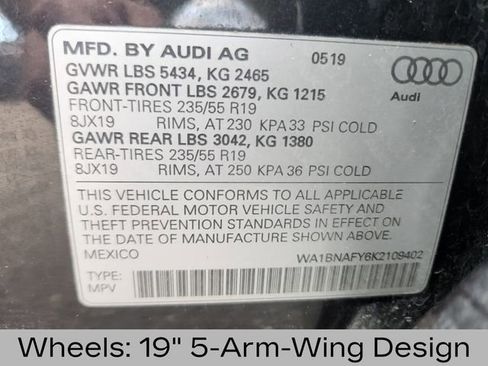 MFD. BY AUDI AG 0519
GVWR LBS 5434, KG 2465
GAWR FRONT LBS 2679, KG 1215
FRONT-TIRES 235/55 R19
8JX19 RIMS, AT 230 KPA 33 PSI COLD
GAWR REAR LBS 3042, KG 1380
REAR-TIRES 235/55 R19
8JX19 RIMS, AT 250 KPA 36 PSI COLD
Audi
THIS VEHICLE CONFORMS TO ALL APPLICABLE
U.S. FEDERAL MOTOR VEHICLE SAFETY AND
THEFT PREVENTION STANDARDS IN EFFECT ON
THE DATE OF MANUFACTURE SHOWN ABOVE.
MEXICO WA1BNAFY6K2109402
TYPE:
MPV
Wheels: 19" 5-Arm-Wing Design